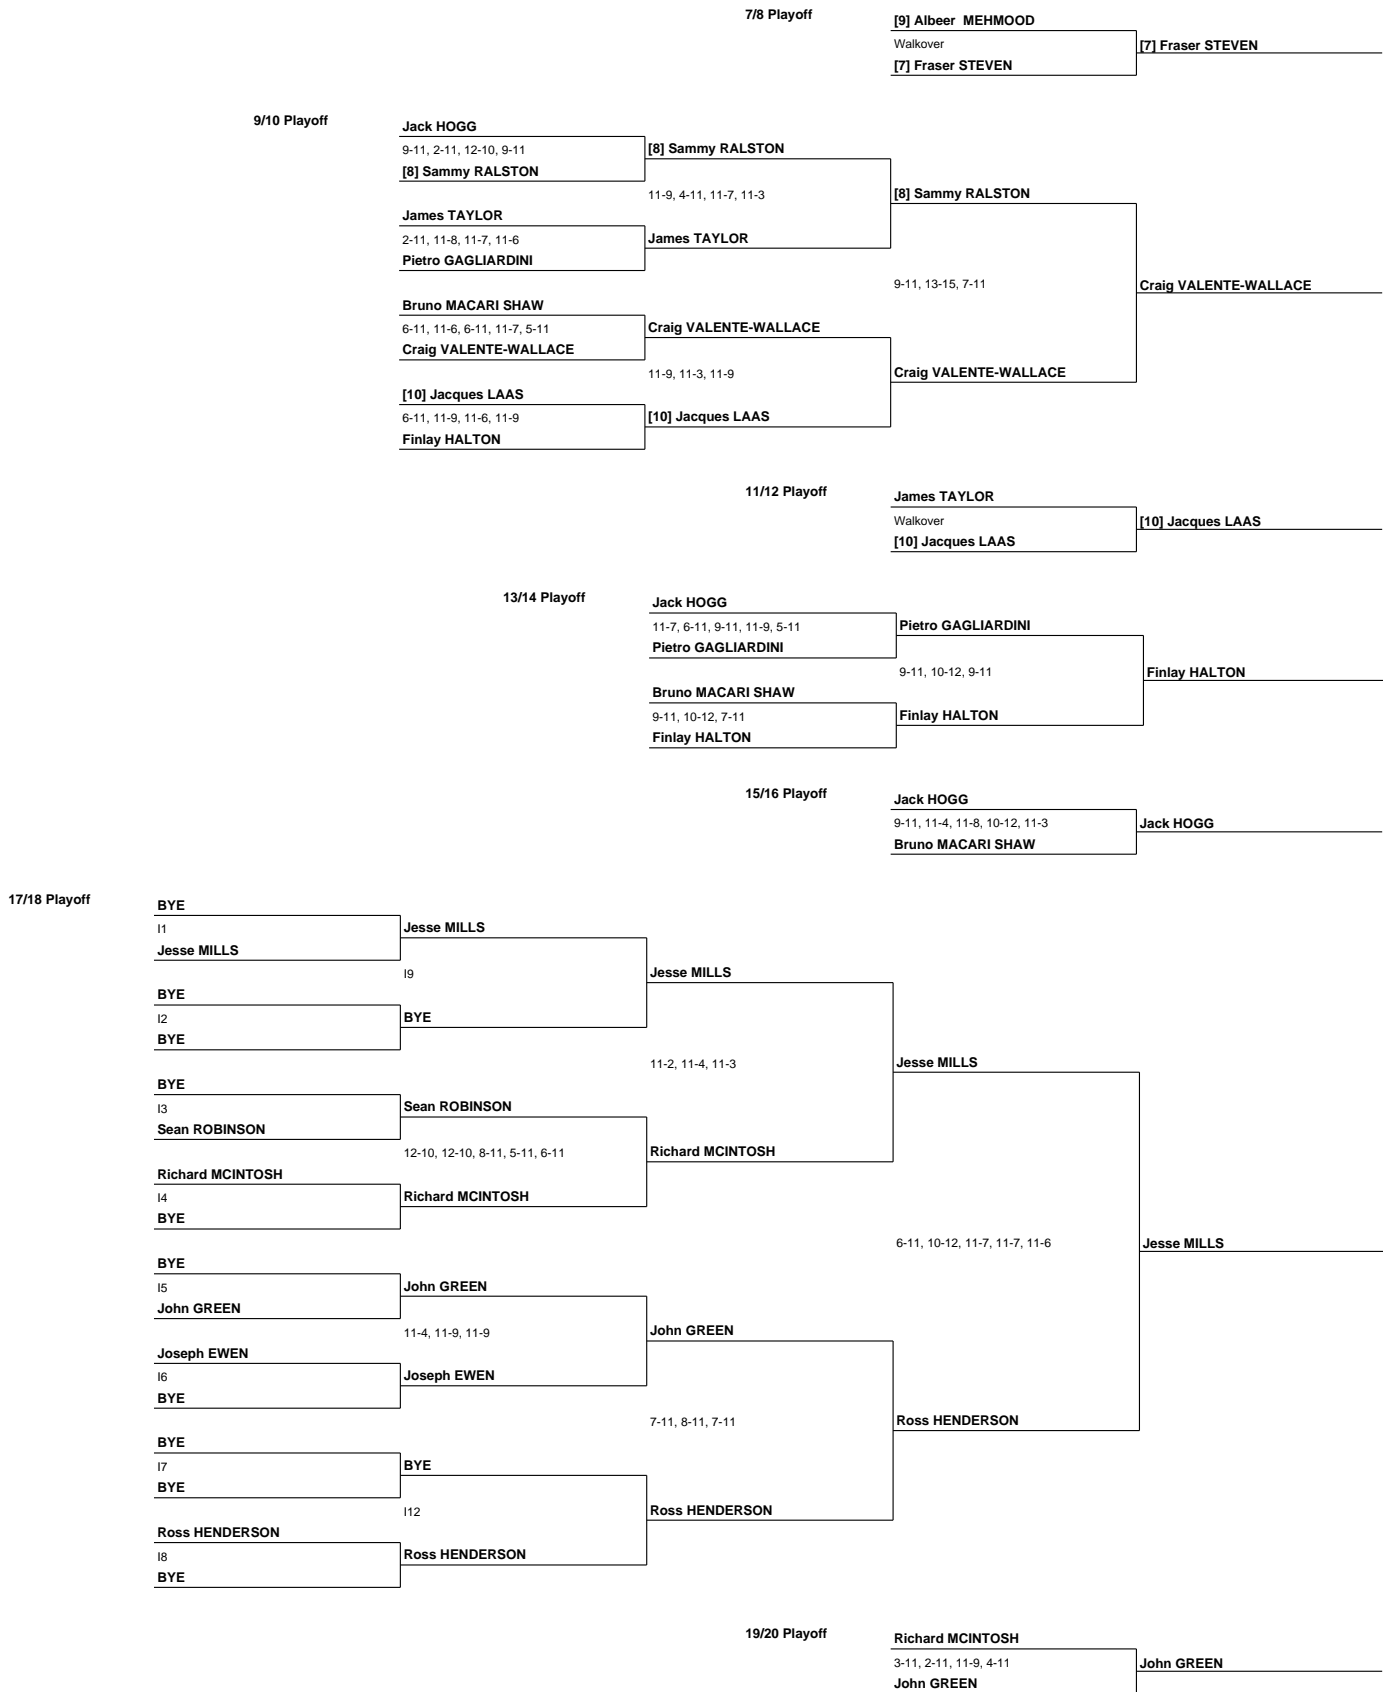 7/8 Playoff
[9] Albeer  MEHMOOD
Walkover
[7] Fraser STEVEN
[7] Fraser STEVEN
9/10 Playoff
Jack HOGG
9-11, 2-11, 12-10, 9-11
[8] Sammy RALSTON
[8] Sammy RALSTON
11-9, 4-11, 11-7, 11-3
[8] Sammy RALSTON
James TAYLOR
2-11, 11-8, 11-7, 11-6
James TAYLOR
Pietro GAGLIARDINI
9-11, 13-15, 7-11
Craig VALENTE-WALLACE
Bruno MACARI SHAW
6-11, 11-6, 6-11, 11-7, 5-11
Craig VALENTE-WALLACE
Craig VALENTE-WALLACE
11-9, 11-3, 11-9
Craig VALENTE-WALLACE
[10] Jacques LAAS
6-11, 11-9, 11-6, 11-9
[10] Jacques LAAS
Finlay HALTON
11/12 Playoff
James TAYLOR
Walkover
[10] Jacques LAAS
[10] Jacques LAAS
13/14 Playoff
Jack HOGG
11-7, 6-11, 9-11, 11-9, 5-11
Pietro GAGLIARDINI
Pietro GAGLIARDINI
9-11, 10-12, 9-11
Finlay HALTON
Bruno MACARI SHAW
9-11, 10-12, 7-11
Finlay HALTON
Finlay HALTON
15/16 Playoff
Jack HOGG
9-11, 11-4, 11-8, 10-12, 11-3
Jack HOGG
Bruno MACARI SHAW
17/18 Playoff
BYE
I1
Jesse MILLS
Jesse MILLS
I9
Jesse MILLS
BYE
I2
BYE
BYE
11-2, 11-4, 11-3
Jesse MILLS
BYE
I3
Sean ROBINSON
Sean ROBINSON
12-10, 12-10, 8-11, 5-11, 6-11
Richard MCINTOSH
Richard MCINTOSH
I4
Richard MCINTOSH
BYE
6-11, 10-12, 11-7, 11-7, 11-6
Jesse MILLS
BYE
I5
John GREEN
John GREEN
11-4, 11-9, 11-9
John GREEN
Joseph EWEN
I6
Joseph EWEN
BYE
7-11, 8-11, 7-11
Ross HENDERSON
BYE
I7
BYE
BYE
I12
Ross HENDERSON
Ross HENDERSON
I8
Ross HENDERSON
BYE
19/20 Playoff
Richard MCINTOSH
3-11, 2-11, 11-9, 4-11
John GREEN
John GREEN